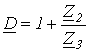 D = 1 + Z₂/Z₃